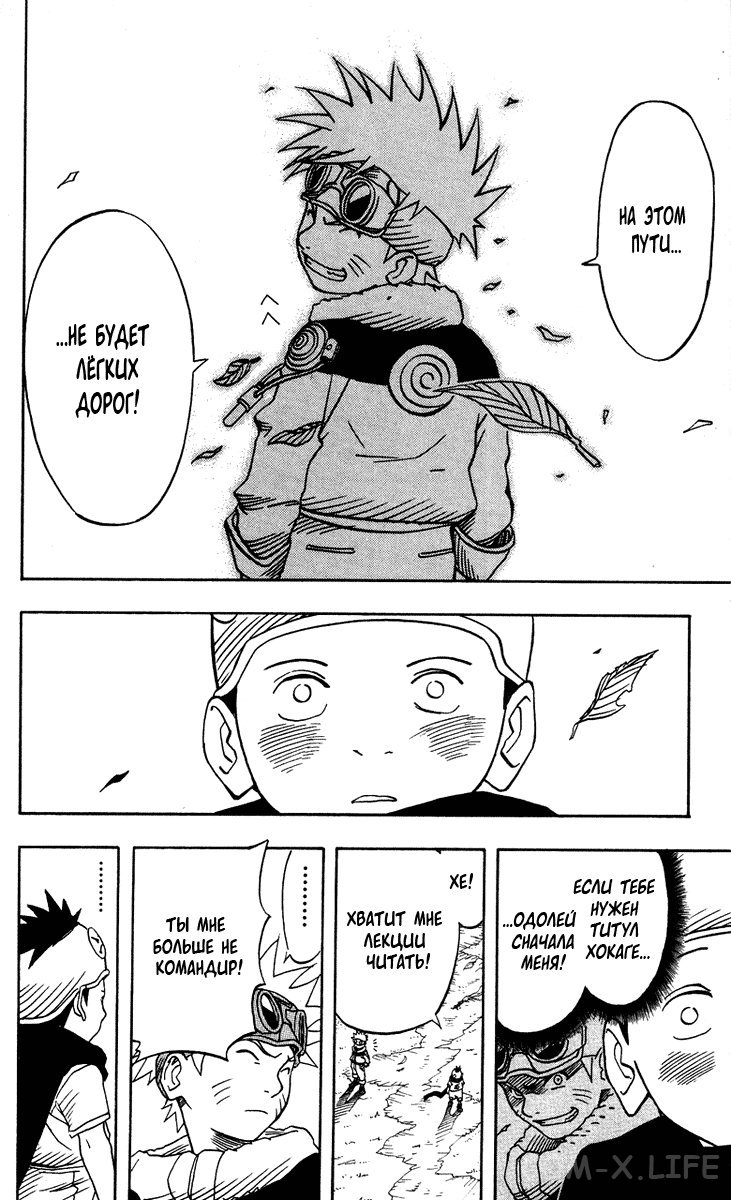 НА ЭТОМ
ПУТИ...
...НЕ БУДЕТ
ЛЁГКИХ
ДОРОГ!
ЕСЛИ ТЕБЕ
НУЖЕН
ТИТУЛ
ХОКАГЕ...
...ОДОЛЕЙ
СНАЧАЛА
МЕНЯ!
ХЕ!
ХВАТИТ МНЕ
ЛЕКЦИИ
ЧИТАТЬ!
.........
ТЫ МНЕ
БОЛЬШЕ НЕ
КОМАНДИР!
.........
COM-X.LIFE